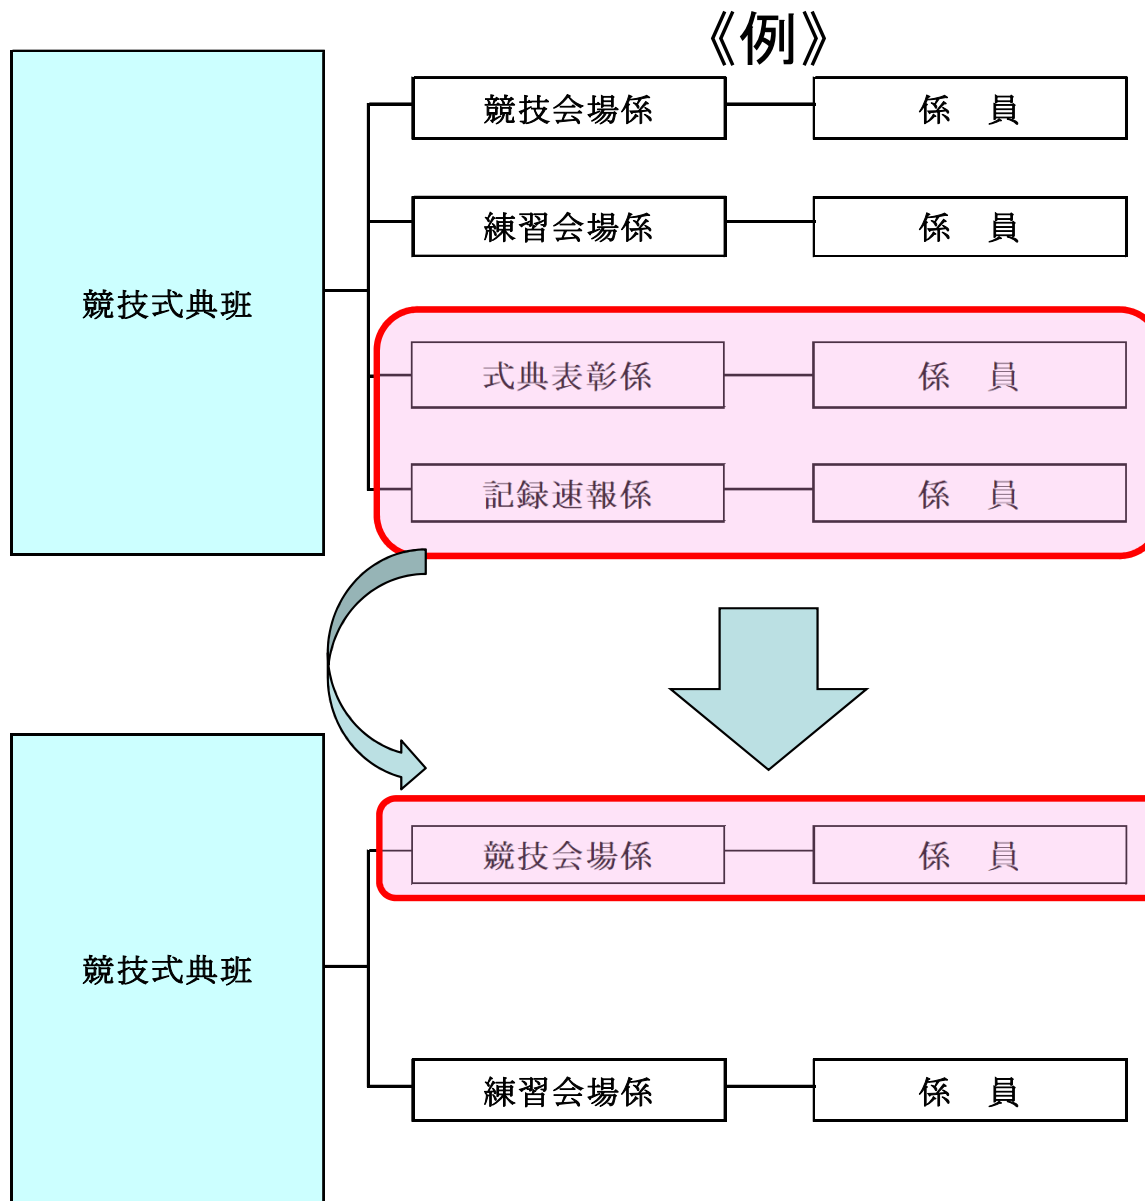 《例》
競技会場係
係　員
練習会場係
係　員
競技式典班
式典表彰係
係　員
記録速報係
係　員
競技会場係
係　員
競技式典班
練習会場係
係　員